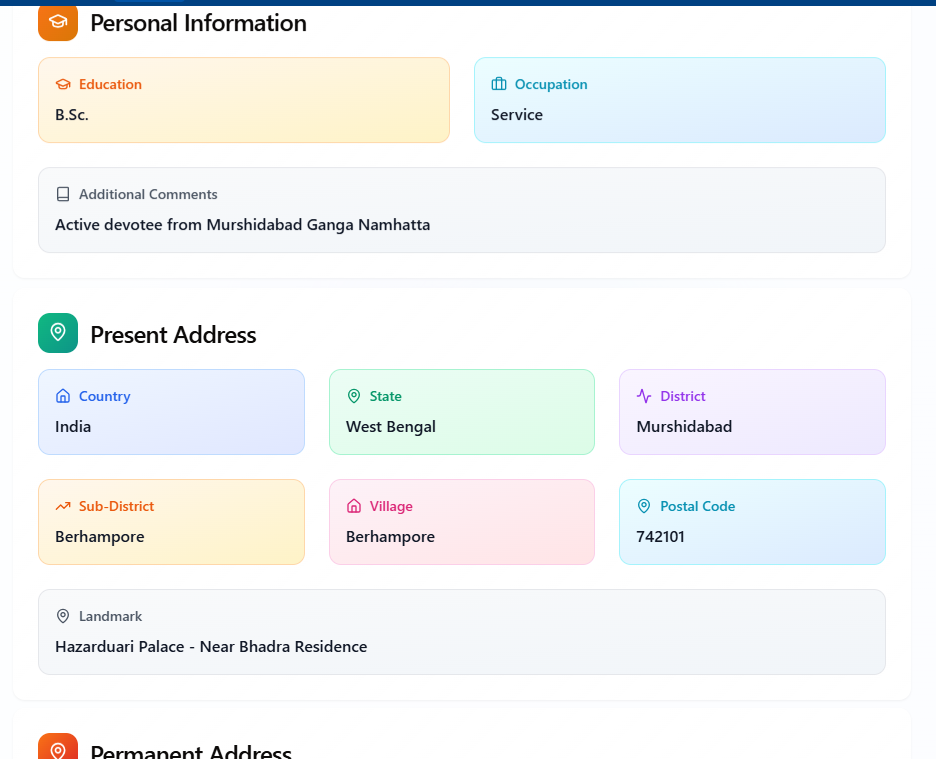 Personal Information
Education
B.Sc.
Occupation
Service
Additional Comments
Active devotee from Murshidabad Ganga Namhatta
Present Address
Country
India
State
West Bengal
District
Murshidabad
Sub-District
Berhampore
Village
Berhampore
Postal Code
742101
Landmark
Hazarduari Palace - Near Bhadra Residence
Permanent Address